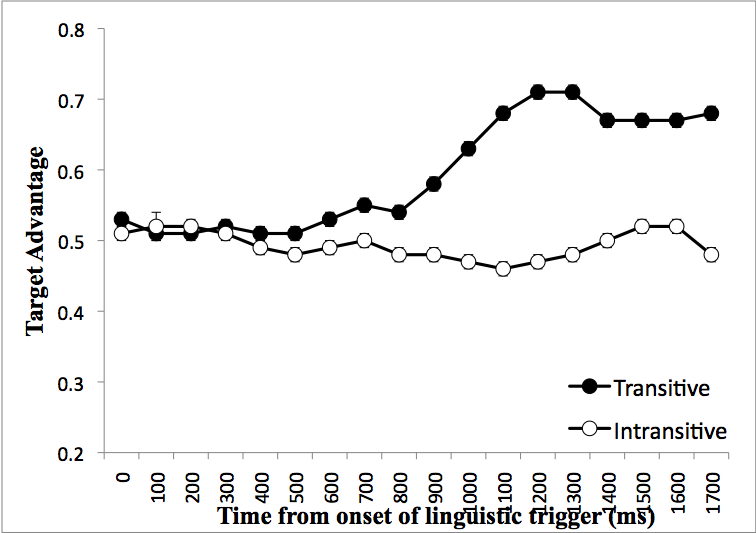 0.8
0.7
0.6
0.5
0.4
0.3
0.2
Target Advantage
Transitive
Intransitive
0 100 200 300 400 500 600 700 800 900 1000 1100 1200 1300 1400 1500 1600 1700
Time from onset of linguistic trigger (ms)